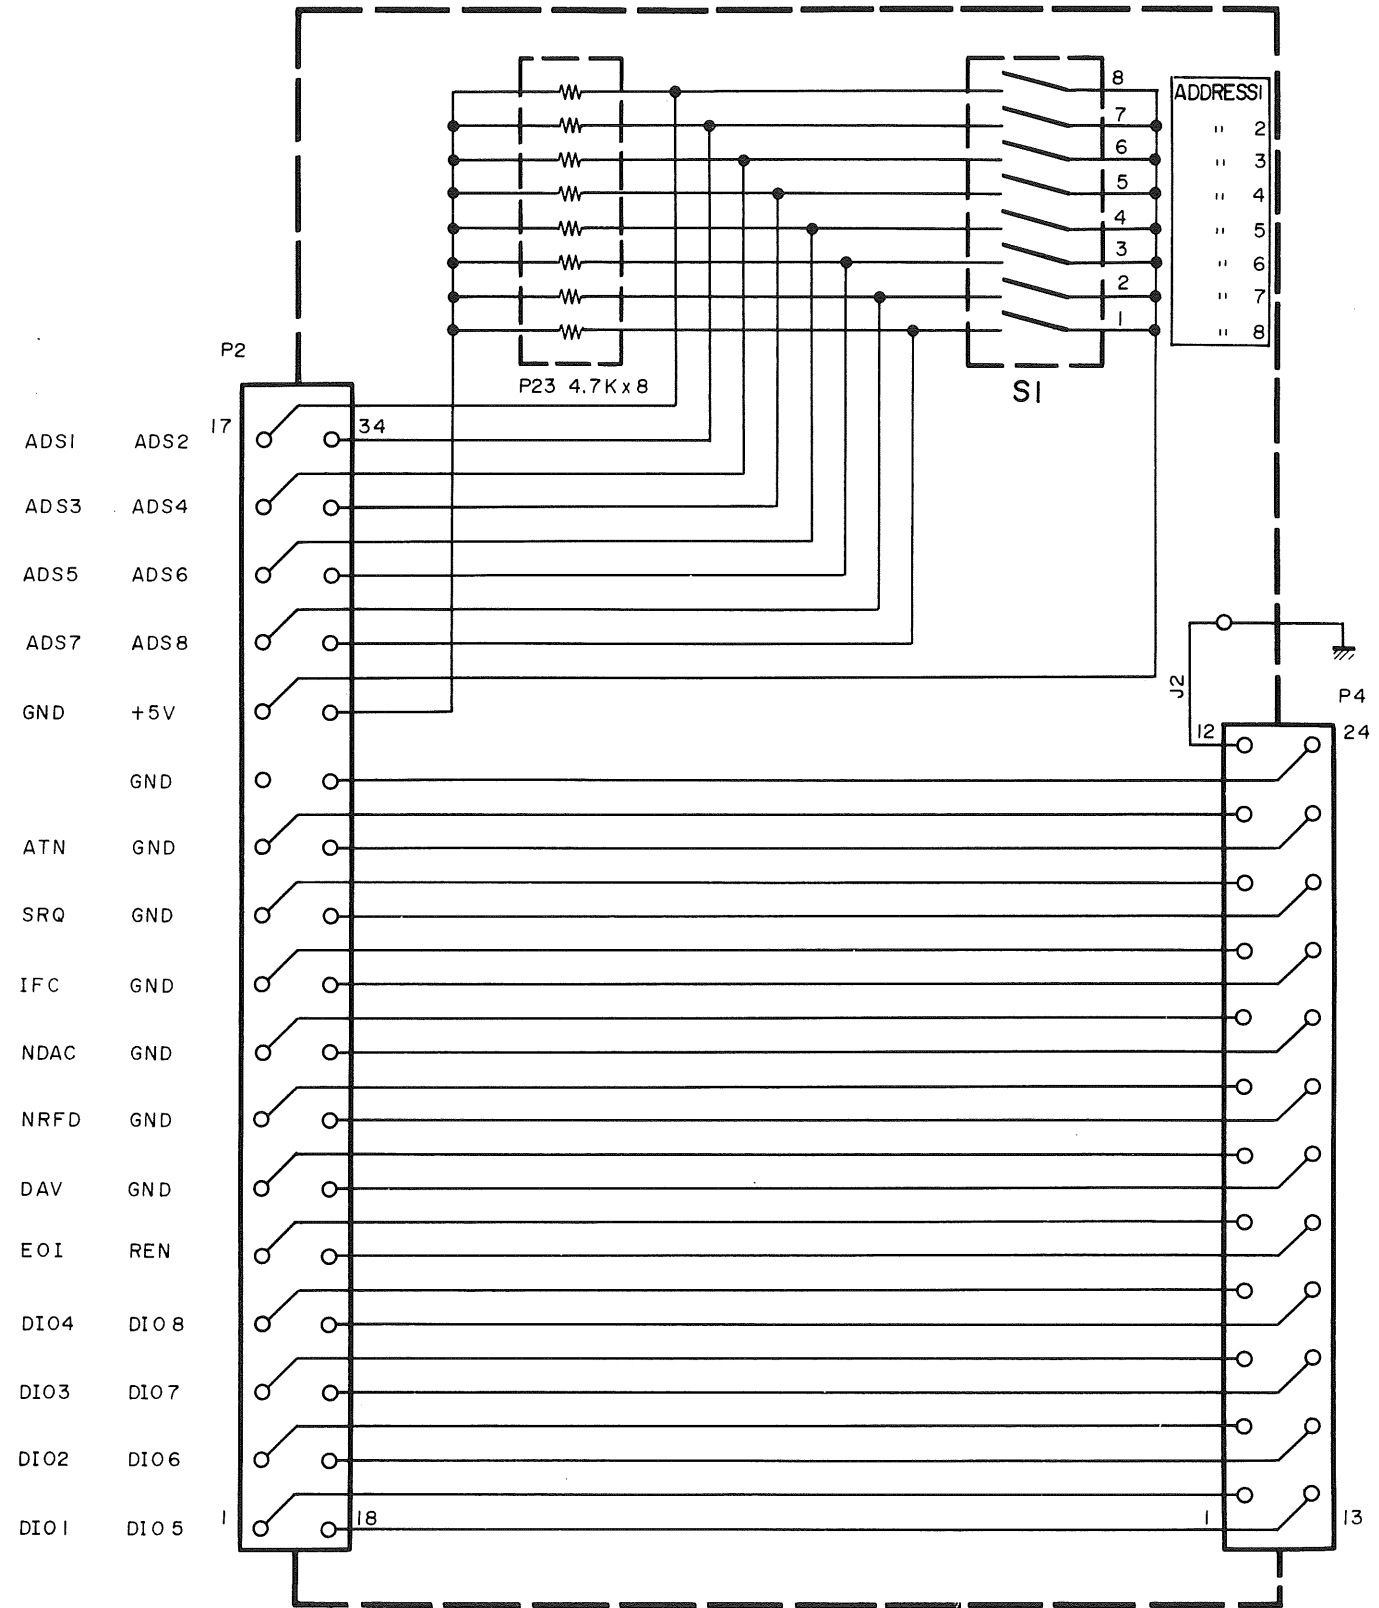 8
ADDRESS1
7
" 2
6
" 3
5
" 4
4
" 5
3
" 6
2
" 7
1
" 8
P2
P23 4.7K x 8
S1
17
34
ADS1 ADS2
ADS3 ADS4
ADS5 ADS6
ADS7 ADS8
J2
P4
GND +5V
12
24
GND
ATN GND
SRQ GND
IFC GND
NDAC GND
NRFD GND
DAV GND
EOI REN
DIO4 DIO8
DIO3 DIO7
DIO2 DIO6
DIO1 DIO5
1
18
1
13